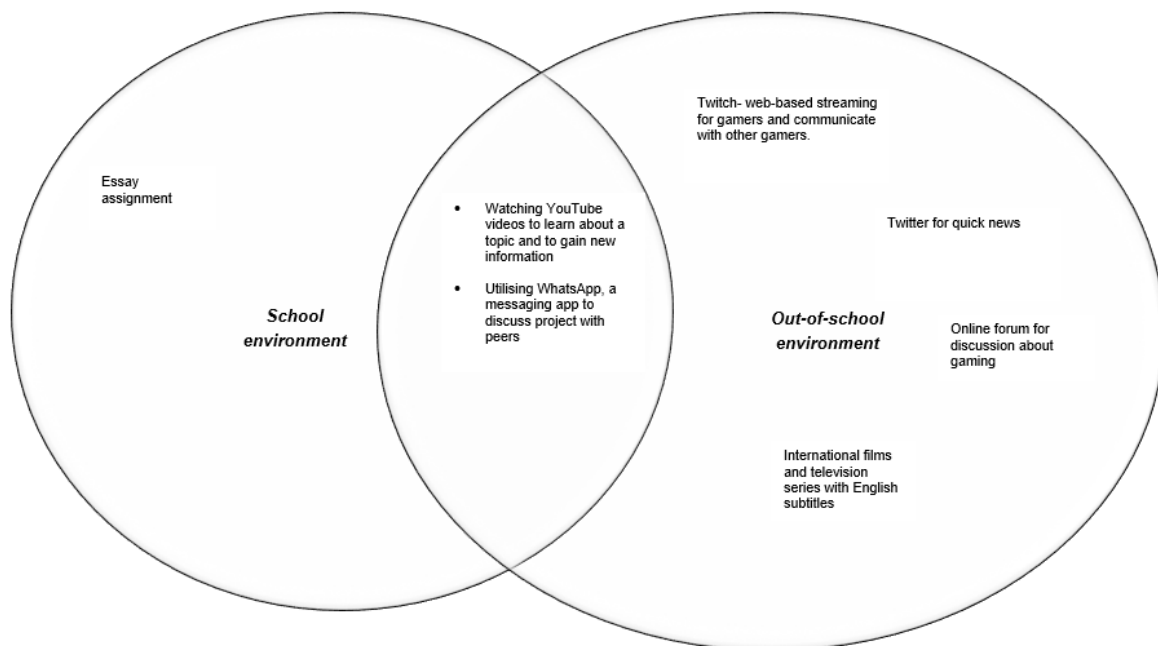 Essay
assignment
School
environment
• Watching YouTube
videos to learn about a
topic and to gain new
information
• Utilising WhatsApp, a
messaging app to
discuss project with
peers
Twitch- web-based streaming
for gamers and communicate
with other gamers.
Twitter for quick news
Out-of-school
environment
Online forum for
discussion about
gaming
International films
and television
series with English
subtitles